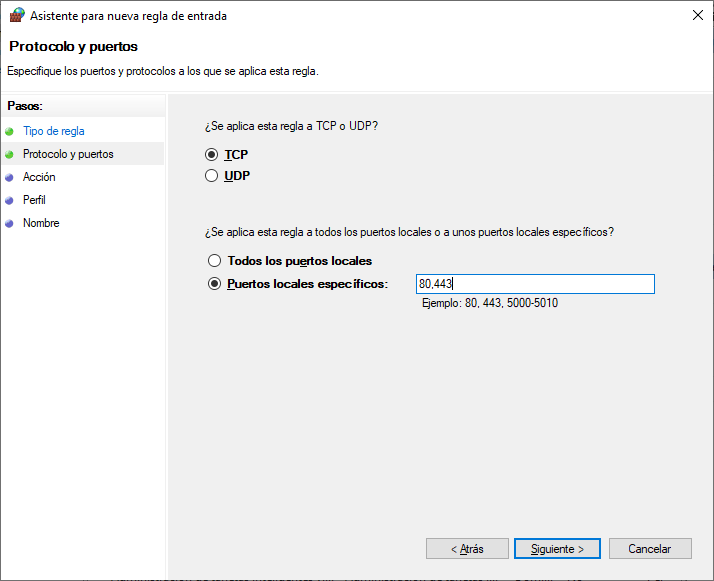 Asistente para nueva regla de entrada
Protocolo y puertos
Especifique los puertos y protocolos a los que se aplica esta regla.
Pasos:
Tipo de regla
Protocolo y puertos
Acción
Perfil
Nombre
¿Se aplica esta regla a TCP o UDP?
TCP
UDP
¿Se aplica esta regla a todos los puertos locales o a unos puertos locales específicos?
Todos los puertos locales
Puertos locales específicos: 80,443
Ejemplo: 80, 443, 5000-5010
< Atrás Siguiente > Cancelar